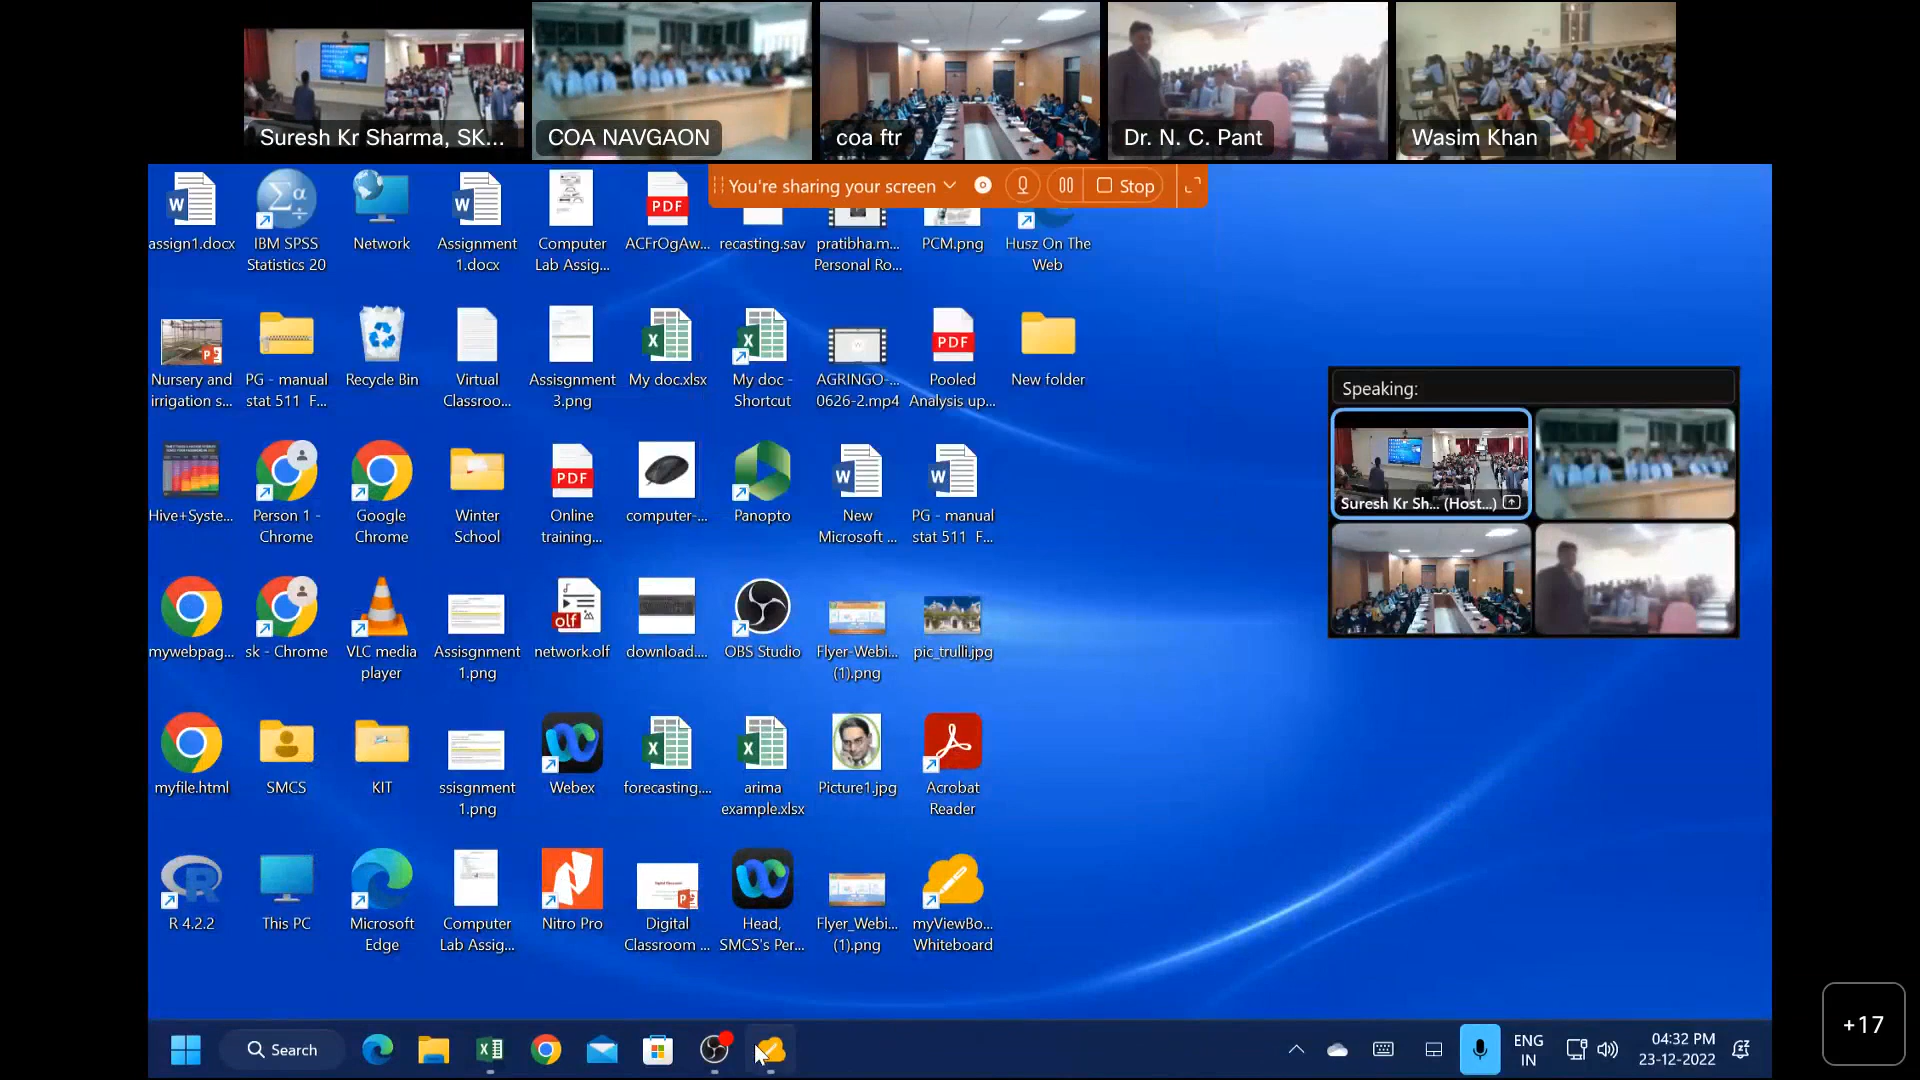 Suresh Kr Sharma, SK...
COA NAVGAON
coa ftr
Dr. N. C. Pant
Wasim Khan
You're sharing your screen
Stop
assign1.docx
IBM SPSS
Statistics 20
Network
Assignment
1.docx
Computer
Lab Assig...
PDF
ACFrOgAw...
recasting.sav
pratibha.m...
Personal Ro...
PCM.png
Husz On The
Web
Nursery and
irrigation s...
PG - manual
stat 511 F...
Recycle Bin
Virtual
Classroo...
Assisgnment
3.png
My doc.xlsx
My doc -
Shortcut
AGRINGO-...
0626-2.mp4
PDF
Pooled
Analysis up...
New folder
Speaking:
Suresh Kr Sh... (Host...)
Hive+Syste...
Person 1 -
Chrome
Google
Chrome
Winter
School
PDF
Online
training...
computer-...
Panopto
New
Microsoft ...
PG - manual
stat 511 F...
mywebpag...
sk - Chrome
VLC media
player
Assisgnment
1.png
olf
network.olf
download....
OBS Studio
Flyer-Webi...
(1).png
pic_trulli.jpg
myfile.html
SMCS
KIT
ssisgnment
1.png
Webex
forecasting....
arima
example.xlsx
Picture1.jpg
Acrobat
Reader
R 4.2.2
This PC
Microsoft
Edge
Computer
Lab Assig...
Nitro Pro
Digital
Classroom ...
Head,
SMCS's Per...
Flyer_Webi...
(1).png
myViewBo...
Whiteboard
+17
Search
ENG
IN
04:32 PM
23-12-2022